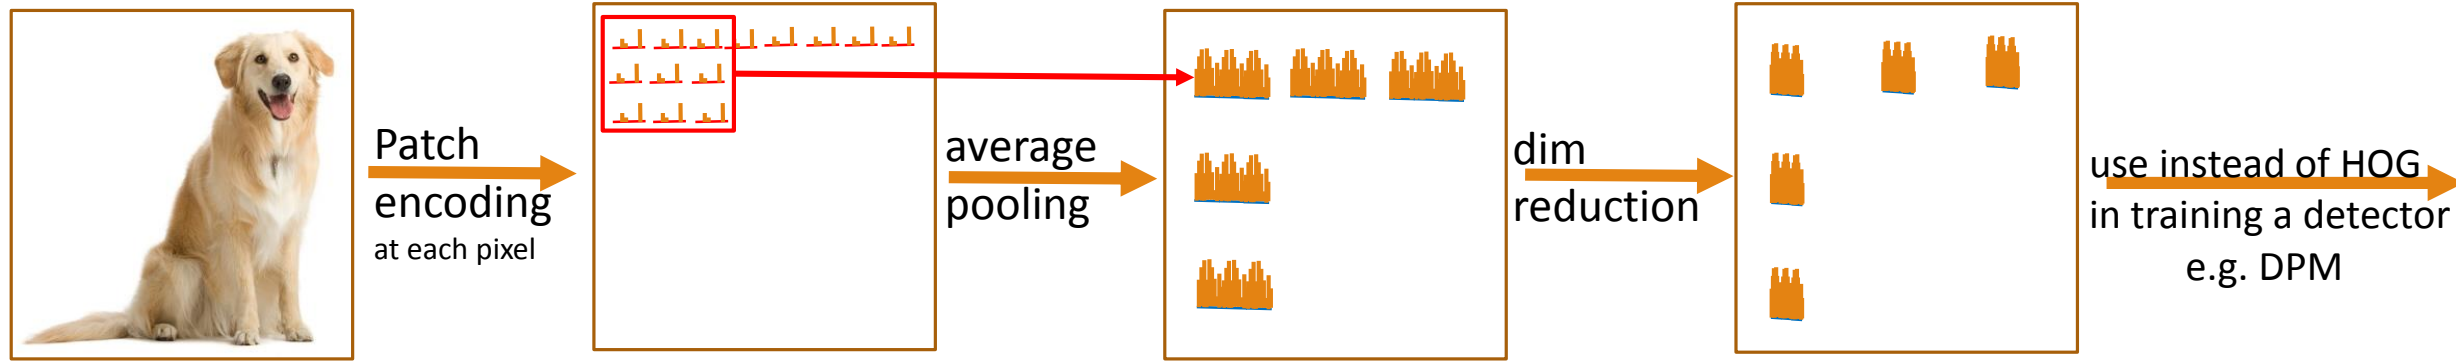 Patch
encoding
at each pixel
average
pooling
dim
reduction
use instead of HOG
in training a detector
e.g. DPM